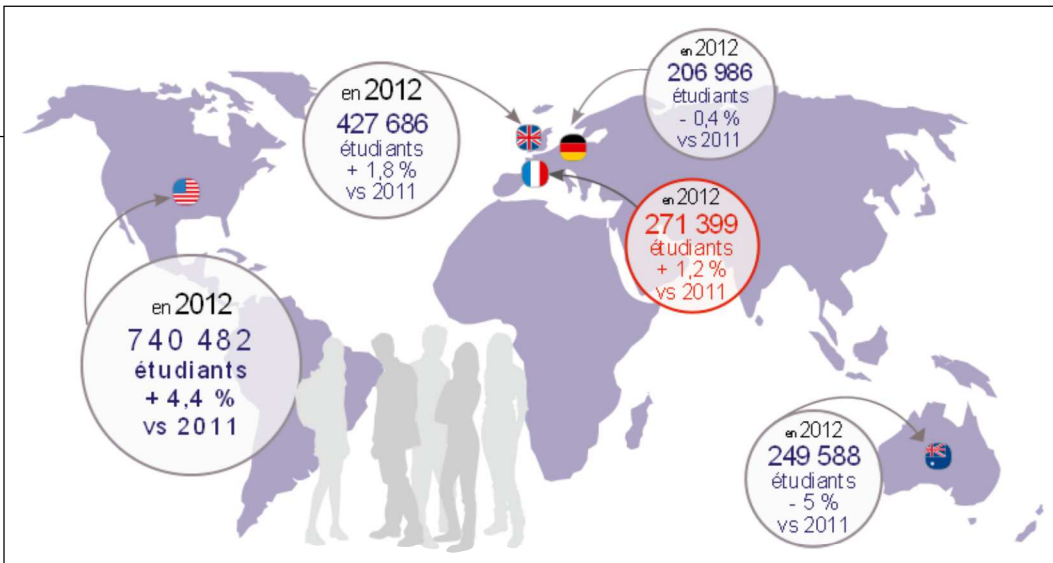 en 2012
427 686
étudiants
+ 1,8 %
vs 2011
en 2012
206 986
étudiants
- 0,4 %
vs 2011
en 2012
271 399
étudiants
+ 1,2 %
vs 2011
en 2012
740 482
étudiants
+ 4,4 %
vs 2011
en 2012
249 588
étudiants
- 5 %
vs 2011